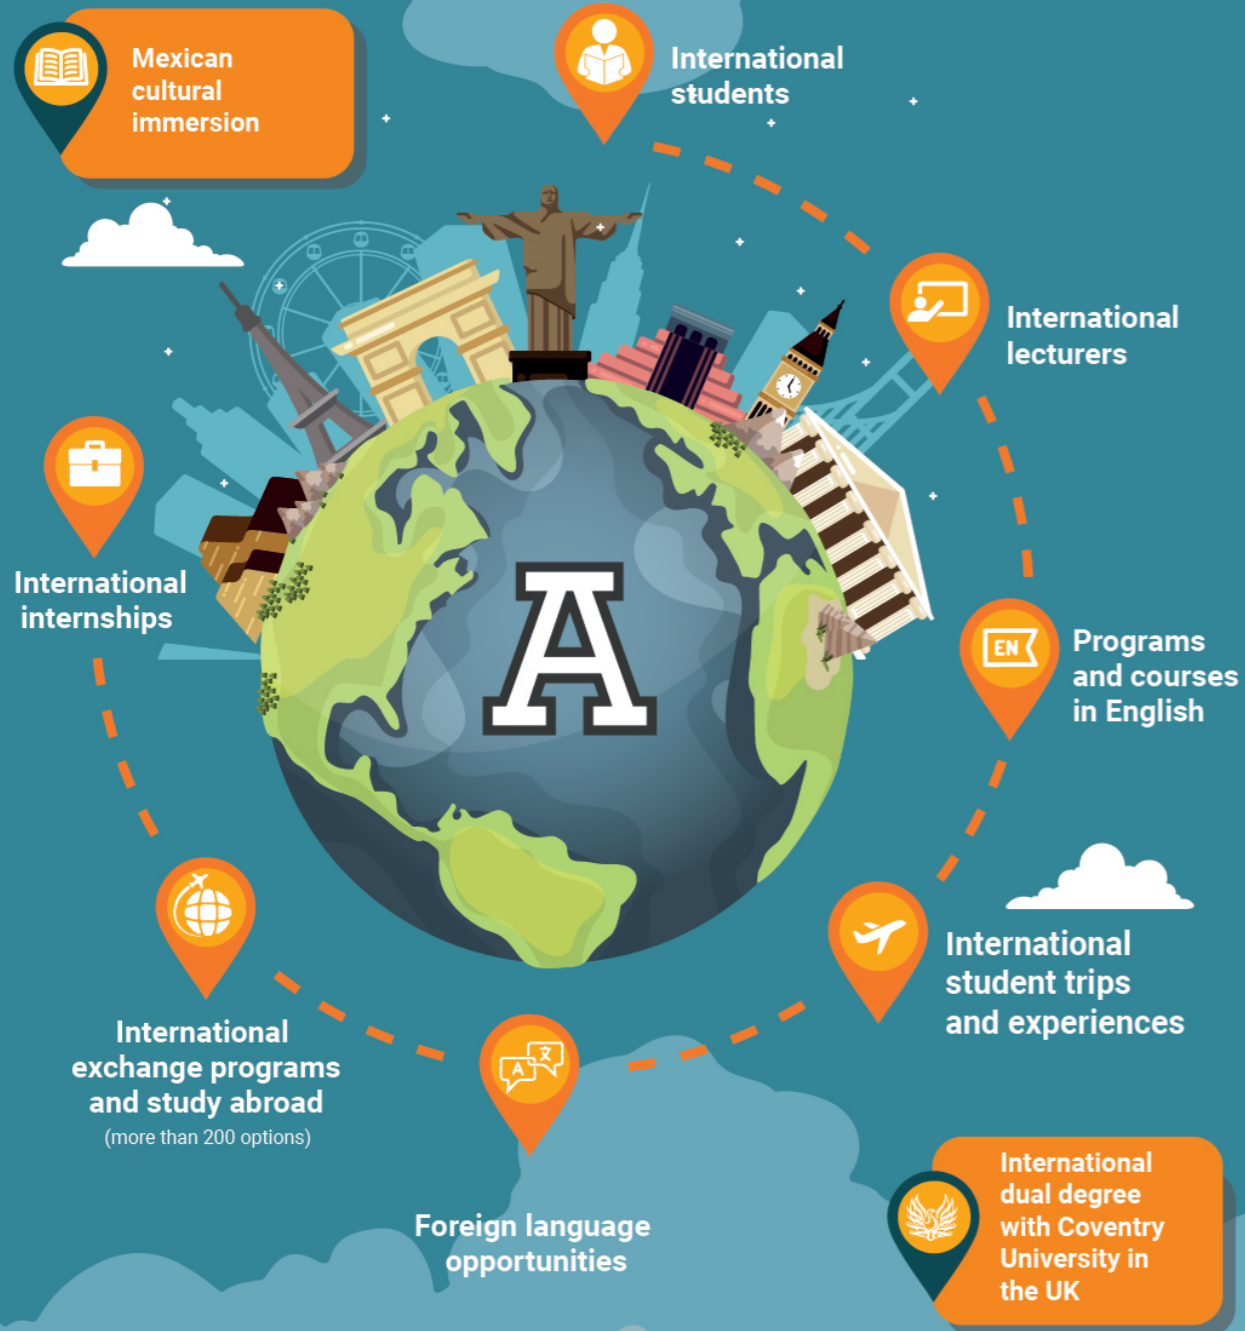 Mexican
cultural
immersion
International
students
International
lecturers
International
internships
A
EN
Programs
and courses
in English
International
student trips
and experiences
International
exchange programs
and study abroad
(more than 200 options)
A 文
Foreign language
opportunities
International
dual degree
with Coventry
University in
the UK